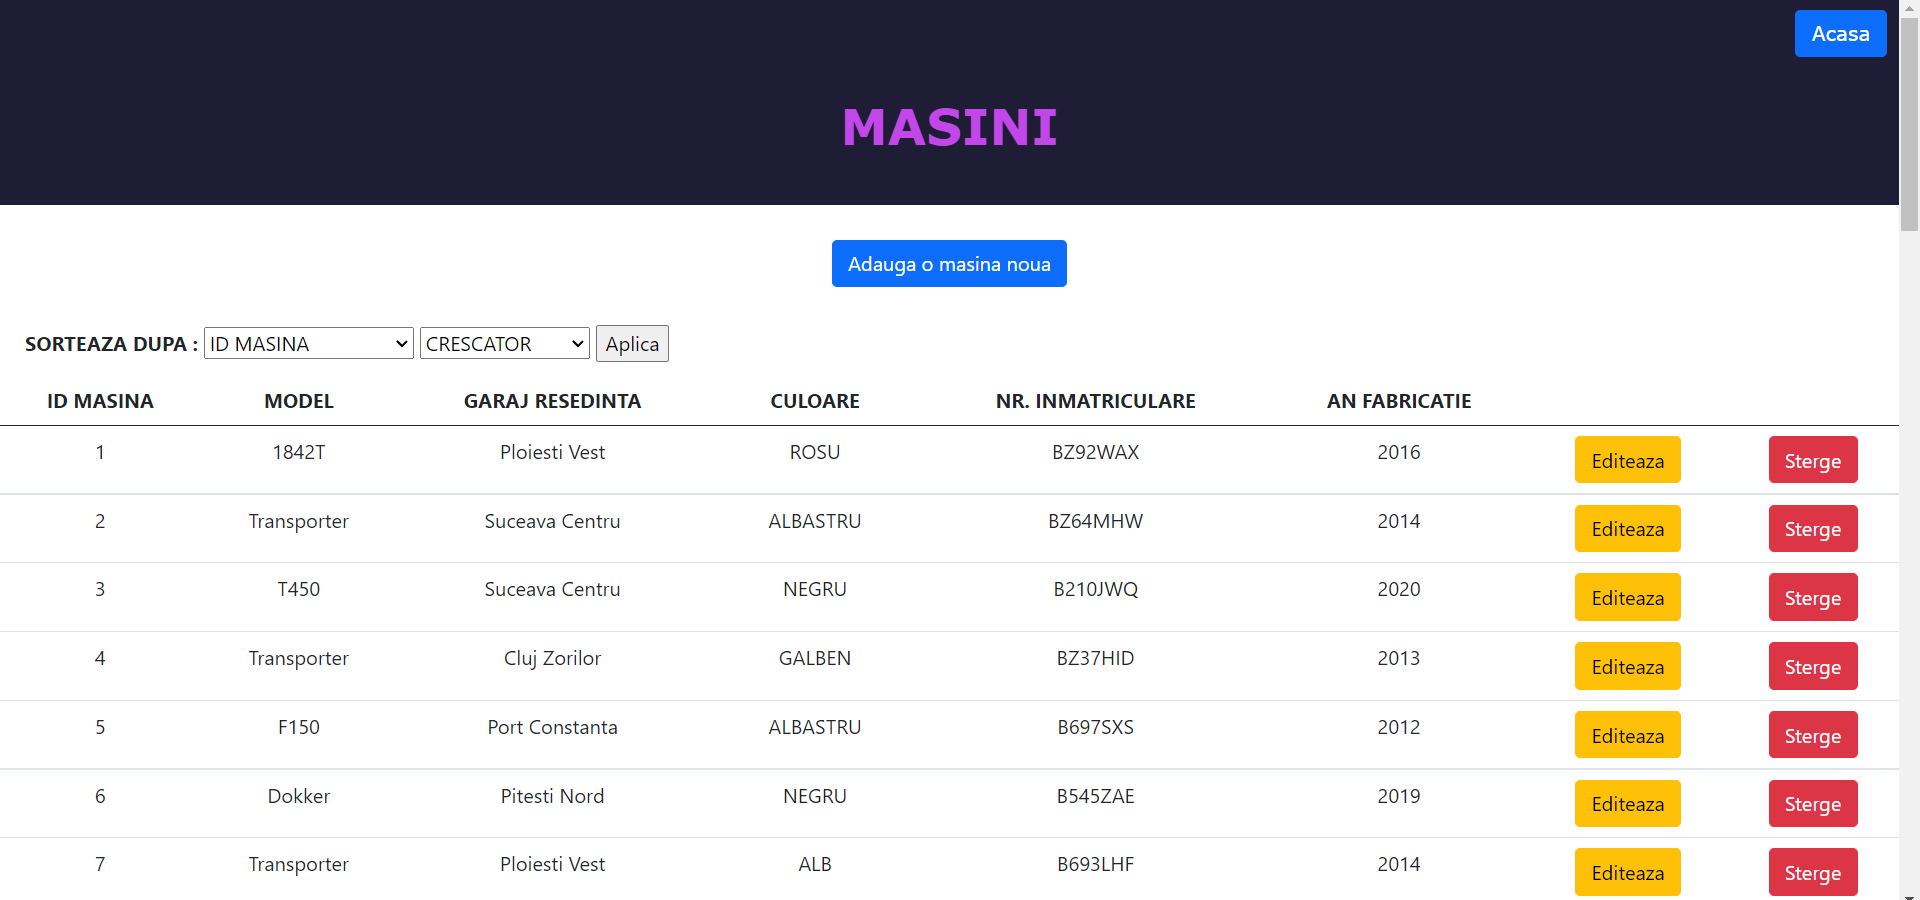 Acasa
MASINI
Adauga o masina noua
SORTEAZA DUPA : ID MASINA CRESCATOR Aplica
ID MASINA MODEL GARAJ RESEDINTA CULOARE NR. INMATRICULARE AN FABRICATIE
1 1842T Ploiesti Vest ROSU BZ92WAX 2016 Editeaza Sterge
2 Transporter Suceava Centru ALBASTRU BZ64MHW 2014 Editeaza Sterge
3 T450 Suceava Centru NEGRU B210JWQ 2020 Editeaza Sterge
4 Transporter Cluj Zorilor GALBEN BZ37HID 2013 Editeaza Sterge
5 F150 Port Constanta ALBASTRU B697SXS 2012 Editeaza Sterge
6 Dokker Pitesti Nord NEGRU B545ZAE 2019 Editeaza Sterge
7 Transporter Ploiesti Vest ALB B693LHF 2014 Editeaza Sterge